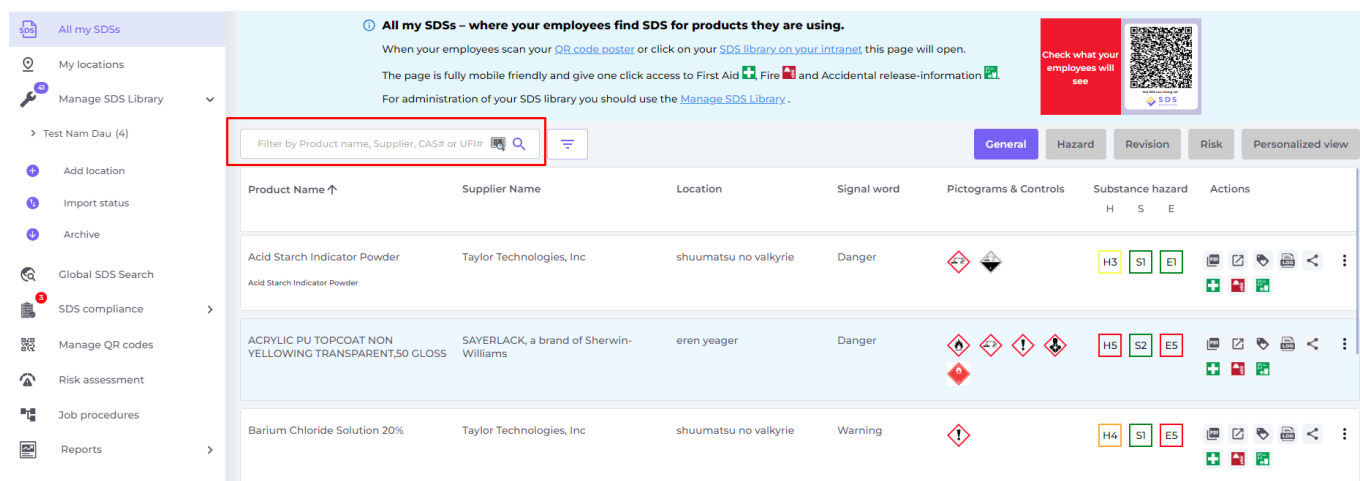 SDS
All my SDSs
My locations
41
Manage SDS Library
Test Nam Dau (4)
Add location
Import status
Archive
Global SDS Search
3
SDS compliance
Manage QR codes
Risk assessment
Job procedures
Reports
All my SDSs – where your employees find SDS for products they are using.
When your employees scan your QR code poster or click on your SDS library on your intranet this page will open.
The page is fully mobile friendly and give one click access to First Aid, Fire and Accidental release-information.
For administration of your SDS library you should use the Manage SDS Library .
Check what your
employees will
see
SDS
Filter by Product name, Supplier, CAS# or UFI#
General Hazard Revision Risk Personalized view
Product Name Supplier Name Location Signal word Pictograms & Controls Substance hazard Actions
H S E
Acid Starch Indicator Powder Taylor Technologies, Inc shuumatsu no valkyrie Danger H3 S1 E1 PDF LOG
Acid Starch Indicator Powder
ACRYLIC PU TOPCOAT NON SAYERLACK, a brand of Sherwin- eren yeager Danger H5 S2 E5 PDF LOG
YELLOWING TRANSPARENT,50 GLOSS Williams
Barium Chloride Solution 20% Taylor Technologies, Inc shuumatsu no valkyrie Warning H4 S1 E5 PDF LOG